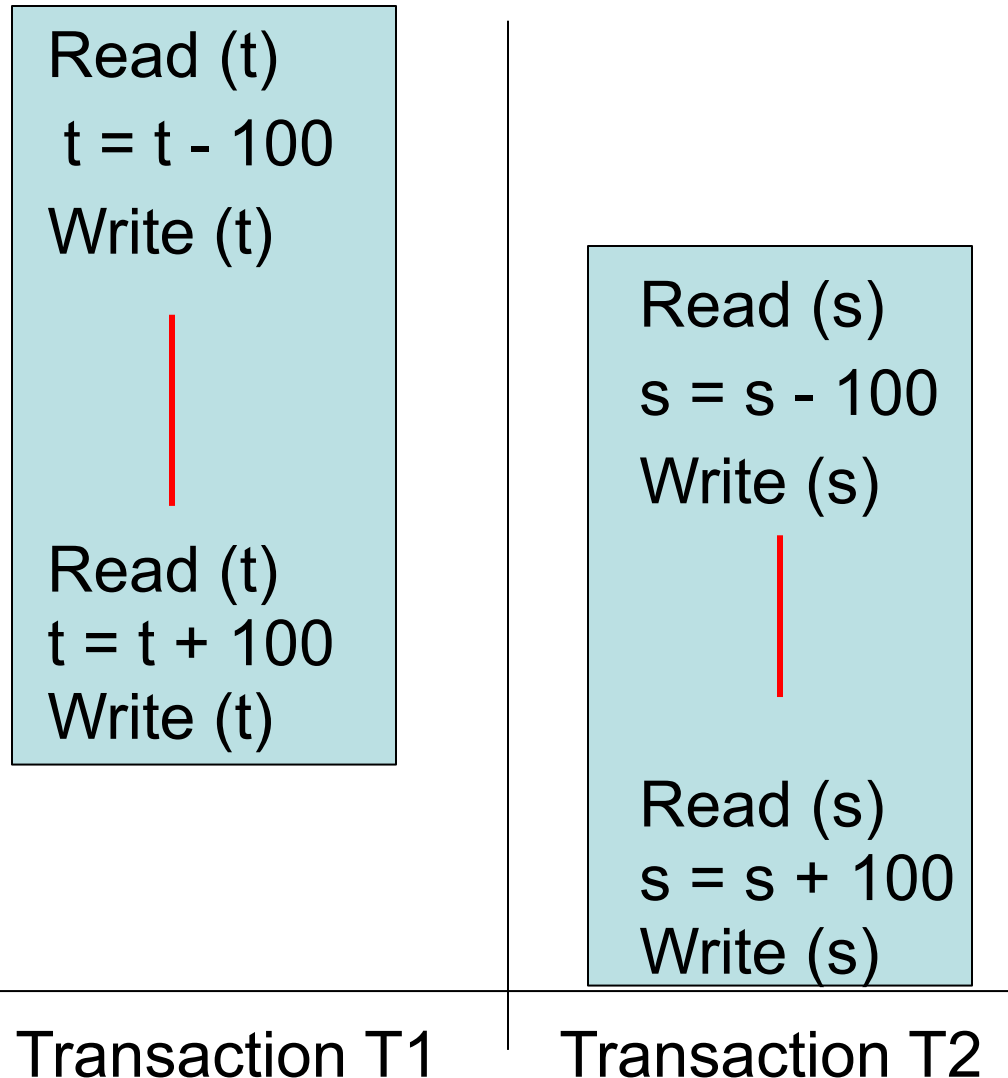 Read (t)
t = t - 100
Write (t)
Read (t)
t = t + 100
Write (t)
Read (s)
s = s - 100
Write (s)
Read (s)
s = s + 100
Write (s)
Transaction T1
Transaction T2